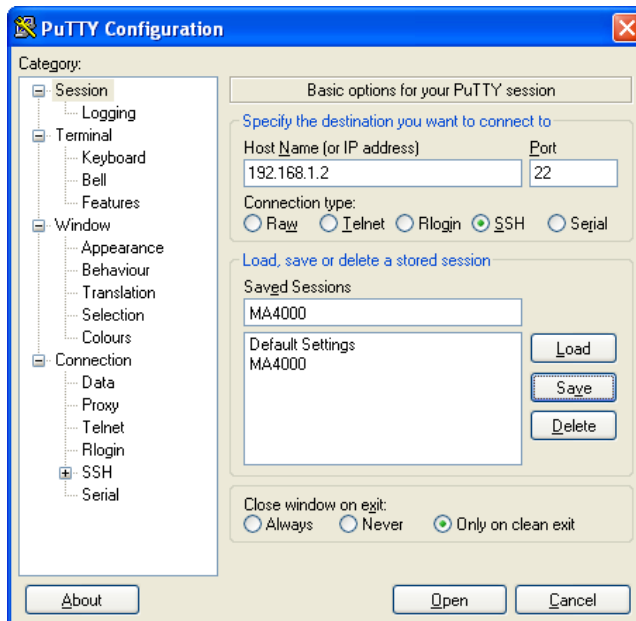 PuTTY Configuration
Category:
Session
Logging
Terminal
Keyboard
Bell
Features
Window
Appearance
Behaviour
Translation
Selection
Colours
Connection
Data
Proxy
Telnet
Rlogin
SSH
Serial
Basic options for your PuTTY session
Specify the destination you want to connect to
Host Name (or IP address) Port
192.168.1.2 22
Connection type:
Raw Telnet Rlogin SSH Serial
Load, save or delete a stored session
Saved Sessions
MA4000
Default Settings
MA4000
Load
Save
Delete
Close window on exit:
Always Never Only on clean exit
About Open Cancel